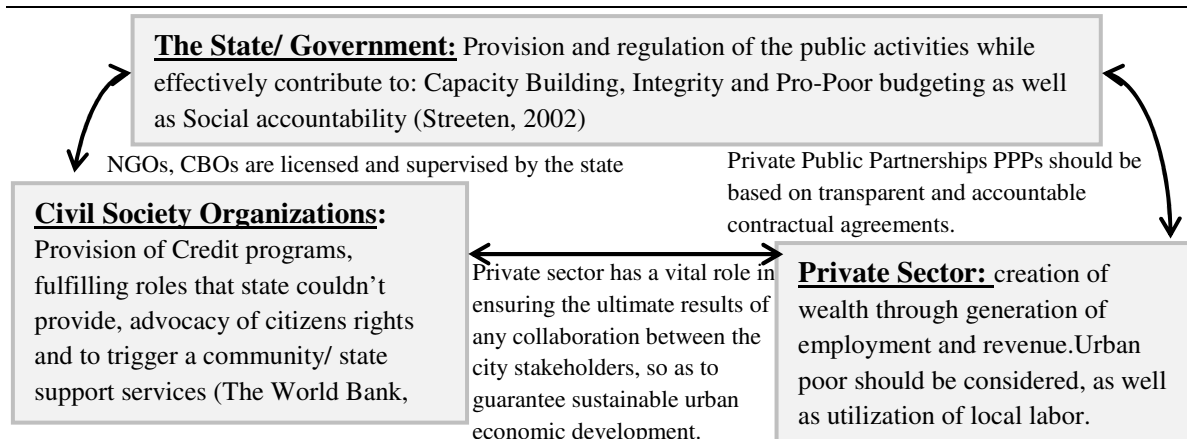 The State/ Government: Provision and regulation of the public activities while
effectively contribute to: Capacity Building, Integrity and Pro-Poor budgeting as well
as Social accountability (Streeten, 2002)
NGOs, CBOs are licensed and supervised by the state
Private Public Partnerships PPPs should be
based on transparent and accountable
contractual agreements.
Civil Society Organizations:
Provision of Credit programs,
fulfilling roles that state couldn’t
provide, advocacy of citizens rights
and to trigger a community/ state
support services (The World Bank,
Private sector has a vital role in
ensuring the ultimate results of
any collaboration between the
city stakeholders, so as to
guarantee sustainable urban
economic development.
Private Sector: creation of
wealth through generation of
employment and revenue.Urban
poor should be considered, as well
as utilization of local labor.